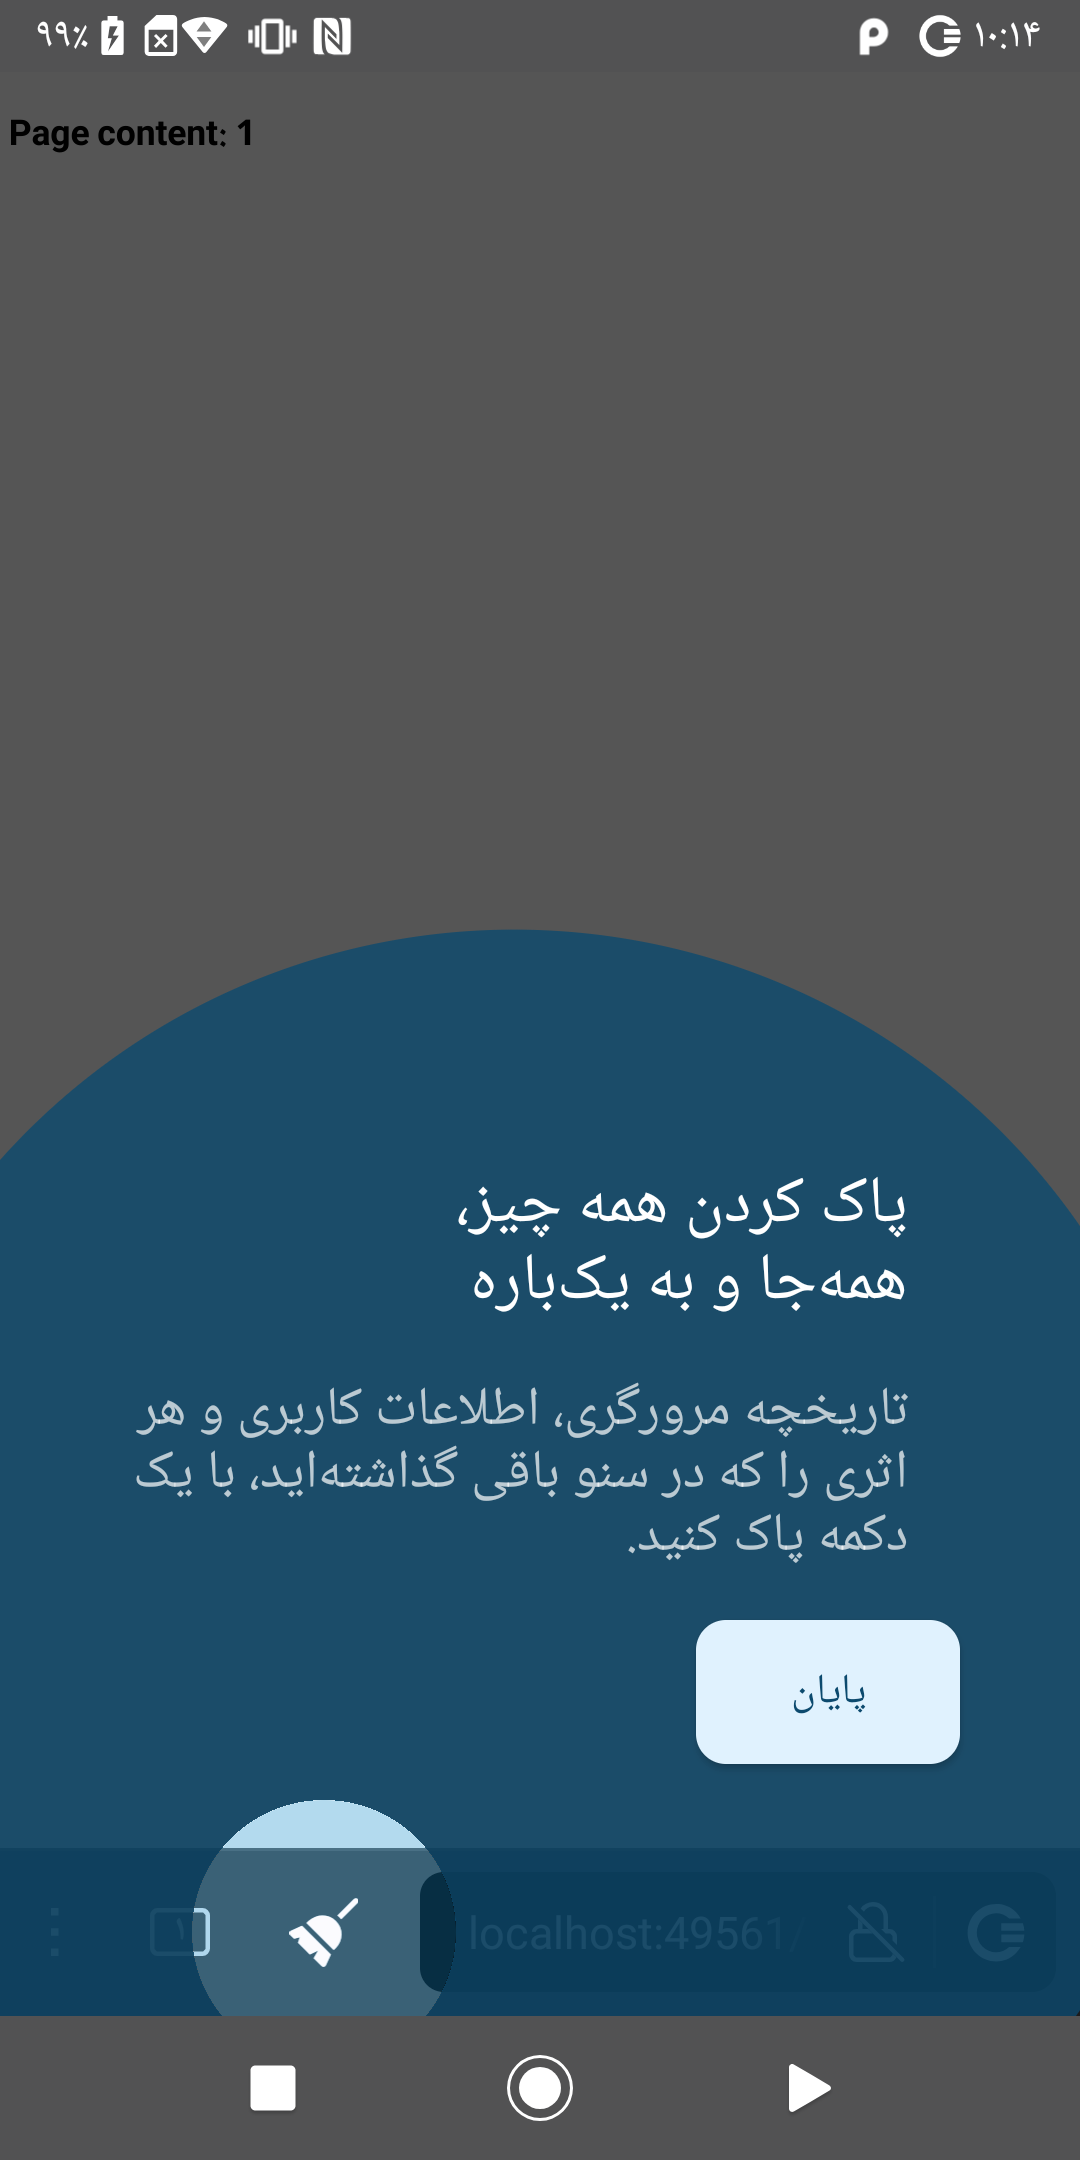 ۹۹٪ ۱۰:۱۴
Page content: 1
پاک کردن همه چیز،
همه‌جا و به یک‌باره
تاریخچه مرورگری، اطلاعات کاربری و هر
اثری را که در سنو باقی گذاشته‌اید، با یک
دکمه پاک کنید.
پایان
۱
localhost:49561/